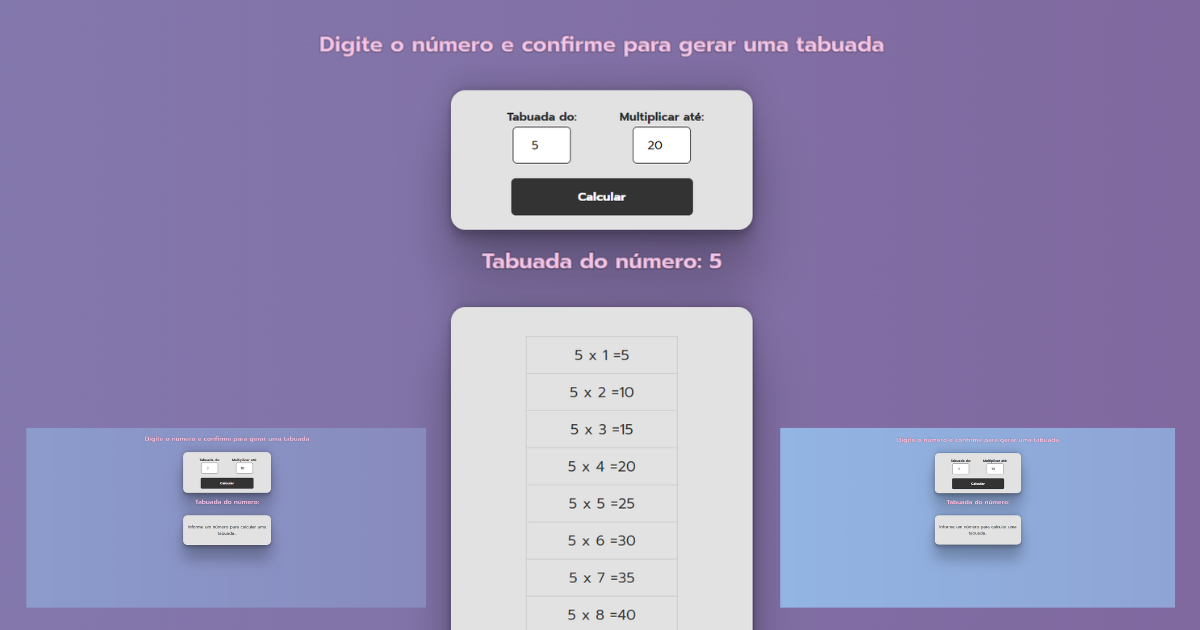 Digite o número e confirme para gerar uma tabuada
Tabuada do: Multiplicar até:
5 20
Calcular
Tabuada do número: 5
5 x 1 =5
5 x 2 =10
5 x 3 =15
5 x 4 =20
5 x 5 =25
5 x 6 =30
5 x 7 =35
5 x 8 =40
Digite o número e confirme para gerar uma tabuada
Tabuada do: Multiplicar até:
Calcular
Tabuada do número:
Informe um número para calcular uma
tabuada.
Digite o número e confirme para gerar uma tabuada
Tabuada do: Multiplicar até:
Calcular
Tabuada do número:
Informe um número para calcular uma
tabuada.